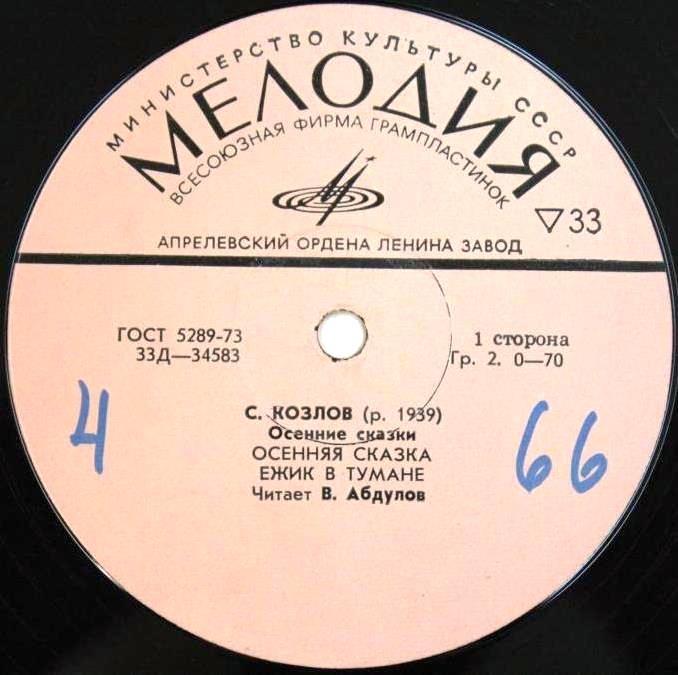 МИНИСТЕРСТВО КУЛЬТУРЫ СССР
МЕЛОДИЯ
ВСЕСОЮЗНАЯ ФИРМА ГРАМПЛАСТИНОК
▽33
АПРЕЛЕВСКИЙ ОРДЕНА ЛЕНИНА ЗАВОД
ГОСТ 5289-73
33Д—34583
1 сторона
Гр. 2. 0—70
4
66
С. КОЗЛОВ (р. 1939)
Осенние сказки
ОСЕННЯЯ СКАЗКА
ЕЖИК В ТУМАНЕ
Читает В. Абдулов